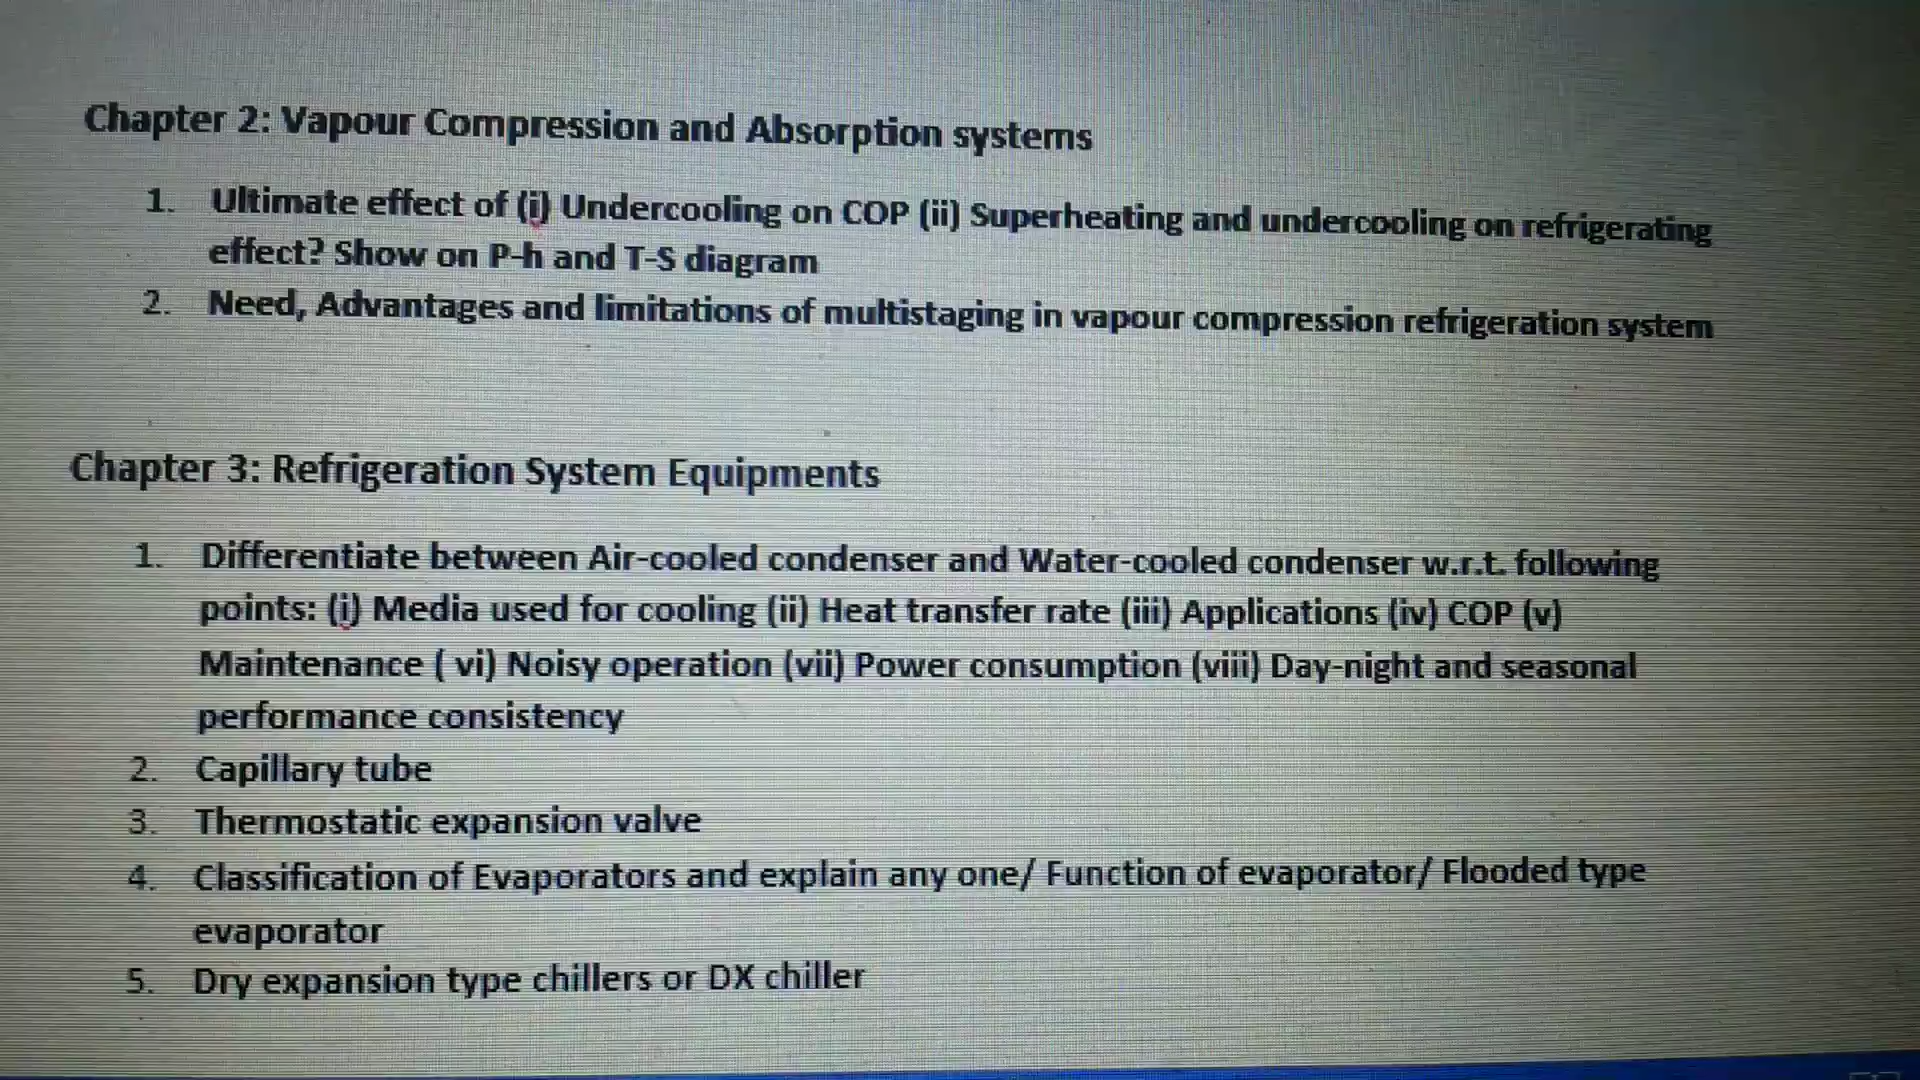 Chapter 2: Vapour Compression and Absorption systems
1. Ultimate effect of (i) Undercooling on COP (ii) Superheating and undercooling on refrigerating
effect? Show on P-h and T-S diagram
2. Need, Advantages and limitations of multistaging in vapour compression refrigeration system
Chapter 3: Refrigeration System Equipments
1. Differentiate between Air-cooled condenser and Water-cooled condenser w.r.t. following
points: (i) Media used for cooling (ii) Heat transfer rate (iii) Applications (iv) COP (v)
Maintenance ( vi) Noisy operation (vii) Power consumption (viii) Day-night and seasonal
performance consistency
2. Capillary tube
3. Thermostatic expansion valve
4. Classification of Evaporators and explain any one/ Function of evaporator/ Flooded type
evaporator
5. Dry expansion type chillers or DX chiller